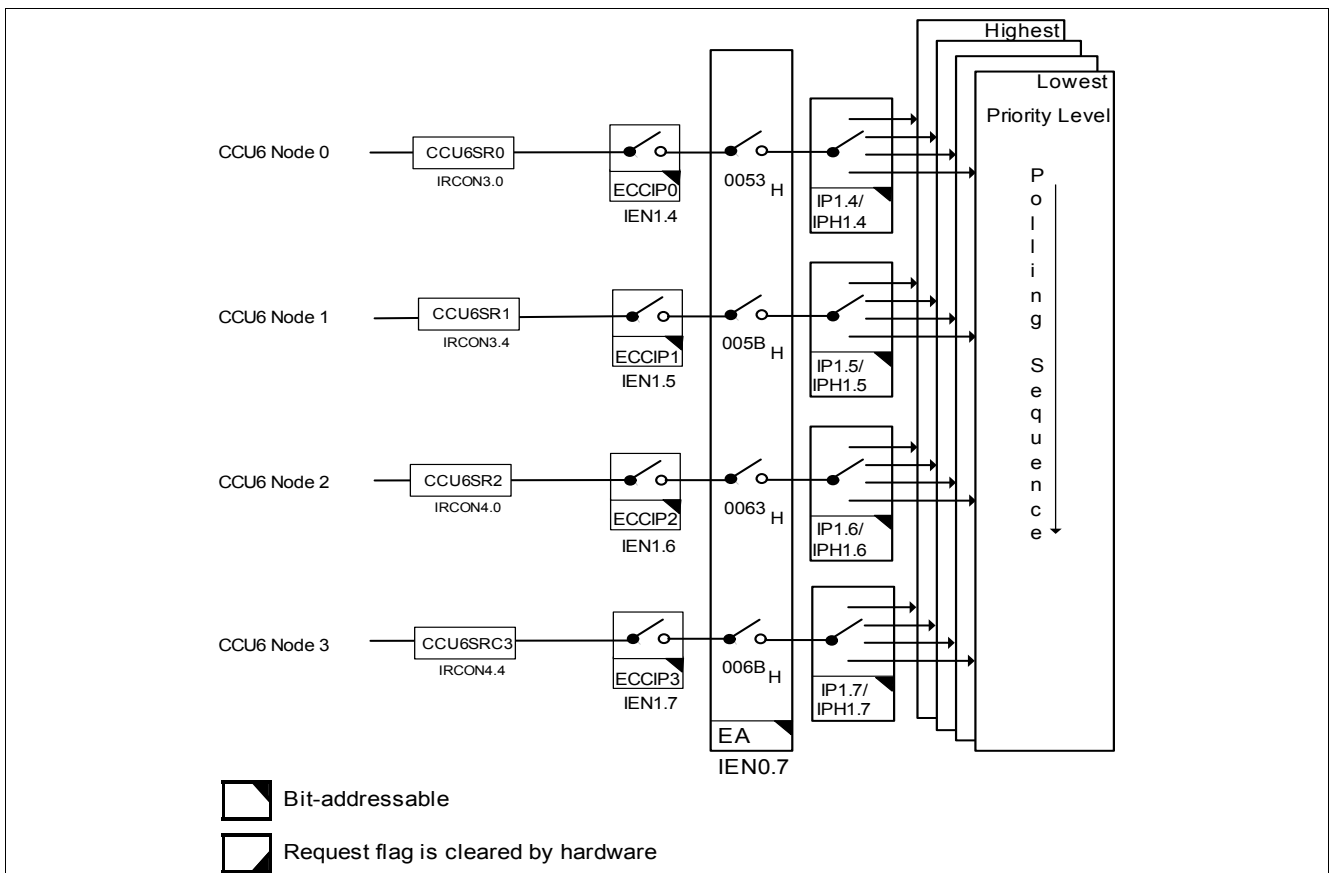 Highest
Lowest
Priority Level
Polling Sequence
CCU6 Node 0
CCU6SR0
IRCON3.0
ECCIP0
IEN1.4
0053 H
IP1.4/
IPH1.4
CCU6 Node 1
CCU6SR1
IRCON3.4
ECCIP1
IEN1.5
005B H
IP1.5/
IPH1.5
CCU6 Node 2
CCU6SR2
IRCON4.0
ECCIP2
IEN1.6
0063 H
IP1.6/
IPH1.6
CCU6 Node 3
CCU6SRC3
IRCON4.4
ECCIP3
IEN1.7
006B H
IP1.7/
IPH1.7
EA
IEN0.7
Bit-addressable
Request flag is cleared by hardware